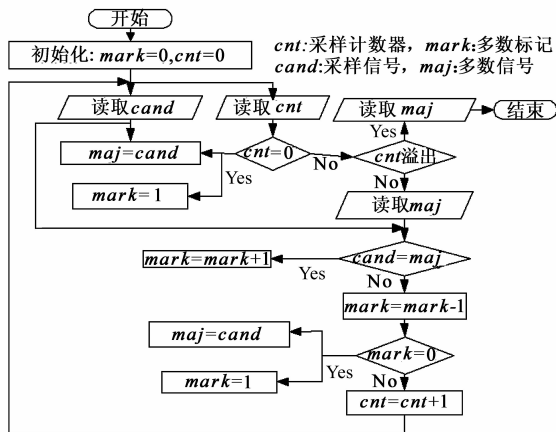 开始
初始化: mark=0,cnt=0
cnt:采样计数器，mark:多数标记
cand:采样信号，maj:多数信号
读取cand
读取cnt
读取 maj
结束
Yes
maj=cand
cnt=0
No
cnt溢出
Yes
No
mark=1
读取maj
mark=mark+1
cand=maj
Yes
No
mark=mark-1
maj=cand
mark=0
Yes
No
mark=1
cnt=cnt+1